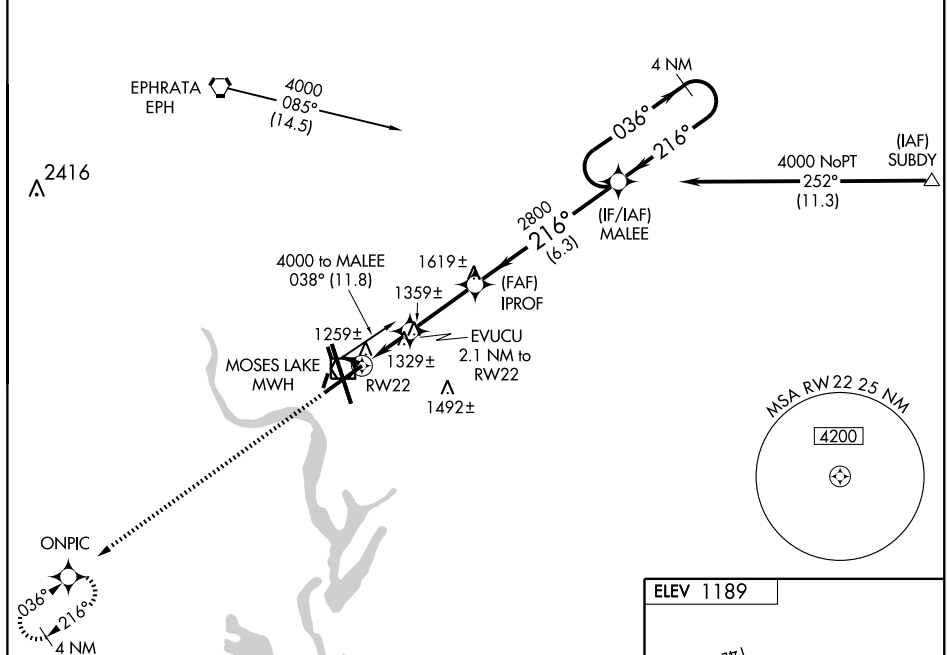 4 NM
EPHRATA
EPH
4000
085°
(14.5)
036°
216°
2416
(IAF)
SUBDY
4000 NoPT
252°
(11.3)
(IF/IAF)
MALEE
2800
216°
(6.3)
4000 to MALEE
038° (11.8)
1619±
(FAF)
IPROF
1359±
1259±
EVUCU
2.1 NM to
RW22
1329±
MOSES LAKE
MWH
RW22
1492±
MSA RW 22 25 NM
4200
ONPIC
036°
216°
4 NM
ELEV 1189